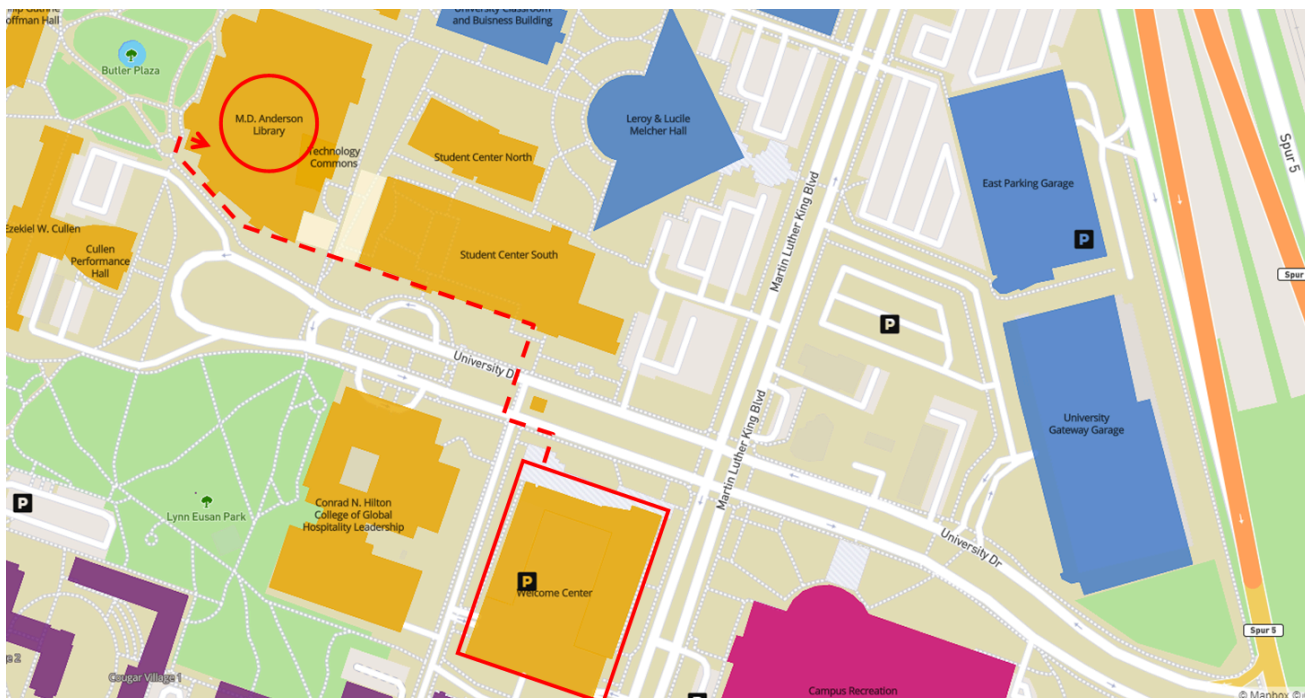 offman Hall
University Classroom
and Buisness Building
Butler Plaza
M.D. Anderson
Library
Technology
Commons
Student Center North
Leroy & Lucile
Melcher Hall
East Parking Garage
P
Spur 5
Martin Luther King Blvd
Ezekiel W. Cullen
Cullen
Performance
Hall
Student Center South
Spur
P
University D
Martin Luther King Blvd
University
Gateway Garage
P
Lynn Eusan Park
Conrad N. Hilton
College of Global
Hospitality Leadership
P
Welcome Center
University Dr
Spur 5
Cougar Village 1
P
Campus Recreation
© Mapbox ©